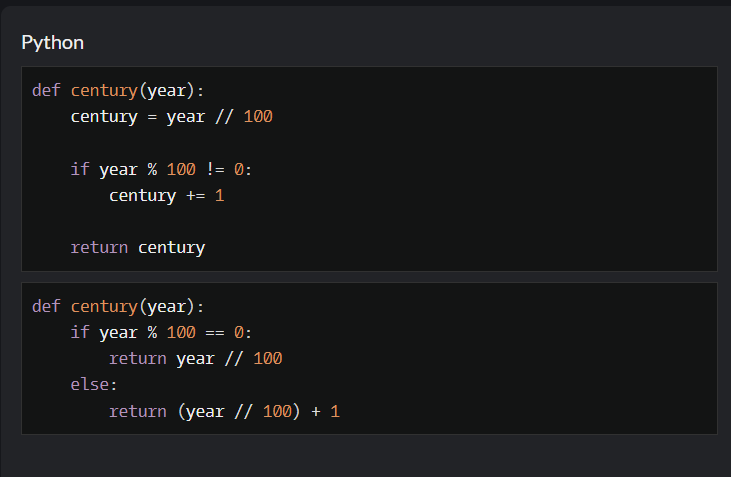 Python
def century(year):
    century = year // 100
    if year % 100 != 0:
        century += 1
    return century
def century(year):
    if year % 100 == 0:
        return year // 100
    else:
        return (year // 100) + 1